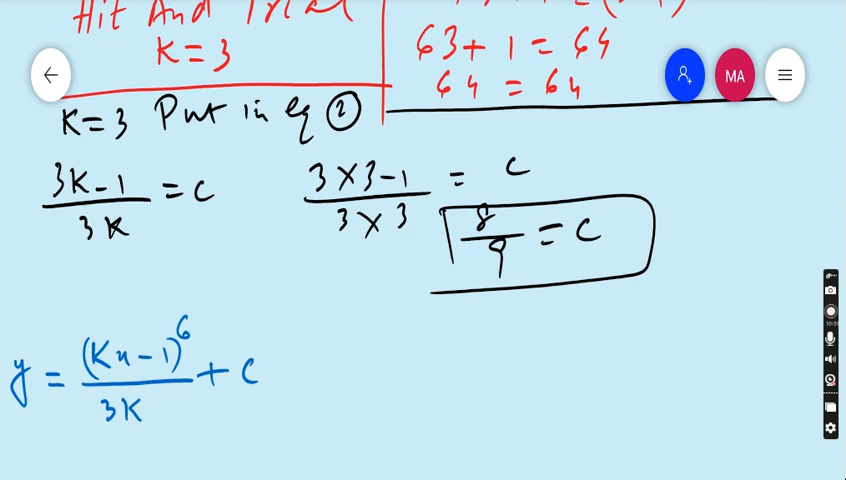 Hit And Trial
K=3
63+1=64
64=64
MA
K=3 Put in eq ②
3K-1/3K = C
3×3-1/3×3 = C
8/9 = C
y = (Kx-1)^6/3K + C